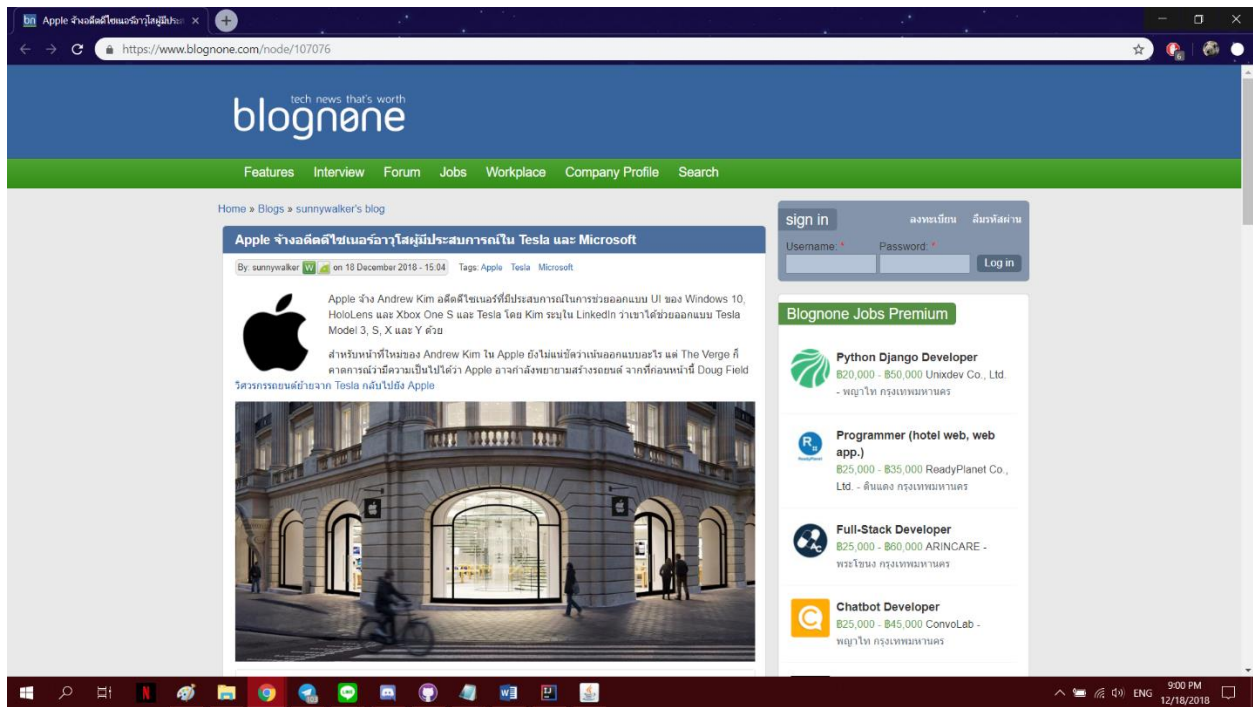 bn Apple จ้างอดีตดีไซเนอร์อาวุโสผู้มีประส
https://www.blognone.com/node/107076
6
tech news that's worth
blognøne
Features Interview Forum Jobs Workplace Company Profile Search
Home » Blogs » sunnywalker's blog
Apple จ้างอดีตดีไซเนอร์อาวุโสผู้มีประสบการณ์ใน Tesla และ Microsoft
By: sunnywalker W on 18 December 2018 - 15:04 Tags: Apple Tesla Microsoft
Apple จ้าง Andrew Kim อดีตดีไซเนอร์ที่มีประสบการณ์ในการช่วยออกแบบ UI ของ Windows 10,
HoloLens และ Xbox One S และ Tesla โดย Kim ระบุใน LinkedIn ว่าเขาได้ช่วยออกแบบ Tesla
Model 3, S, X และ Y ด้วย
สำหรับหน้าที่ใหม่ของ Andrew Kim ใน Apple ยังไม่แน่ชัดว่าเน้นออกแบบอะไร แต่ The Verge ก็
คาดการณ์ว่ามีความเป็นไปได้ว่า Apple อาจกำลังพยายามสร้างรถยนต์ จากที่ก่อนหน้านี้ Doug Field
วิศวกรรถยนต์ย้ายจาก Tesla กลับไปยัง Apple
sign in ลงทะเบียน ลืมรหัสผ่าน
Username: * Password: *
Log in
Blognone Jobs Premium
Python Django Developer
฿20,000 - ฿50,000 Unixdev Co., Ltd.
- พญาไท กรุงเทพมหานคร
R
ReadyPlanet
Programmer (hotel web, web
app.)
฿25,000 - ฿35,000 ReadyPlanet Co.,
Ltd. - ดินแดง กรุงเทพมหานคร
Full-Stack Developer
฿25,000 - ฿60,000 ARINCARE -
พระโขนง กรุงเทพมหานคร
Chatbot Developer
฿25,000 - ฿45,000 ConvoLab -
พญาไท กรุงเทพมหานคร
ENG 9:00 PM
12/18/2018